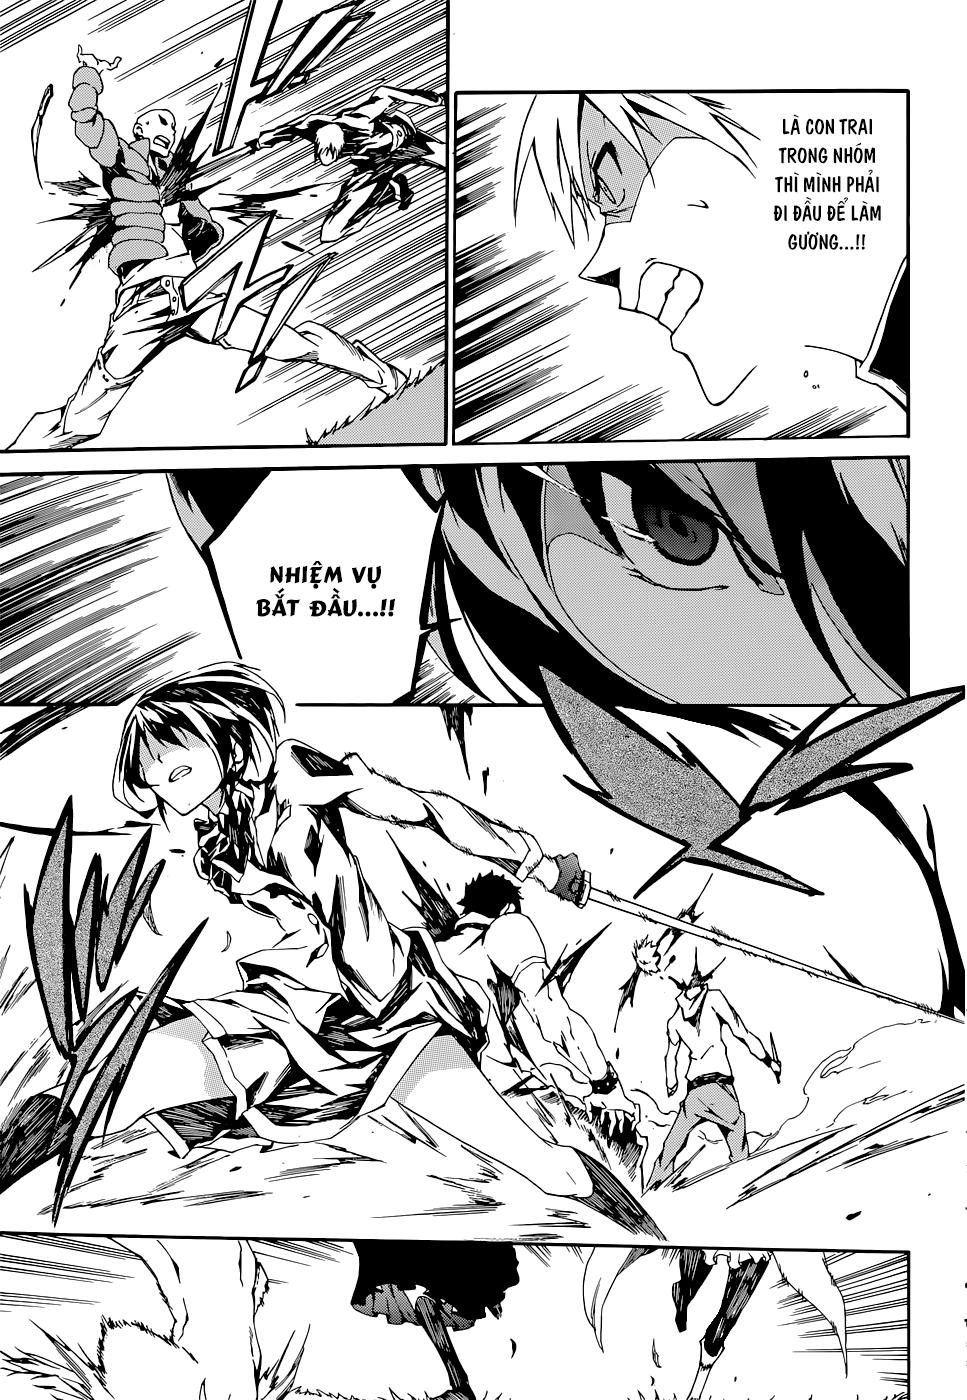 LÀ CON TRAI
TRONG NHÓM
THÌ MÌNH PHẢI
ĐI ĐẦU ĐỂ LÀM
GƯƠNG...!!
NHIỆM VỤ
BẮT ĐẦU...!!